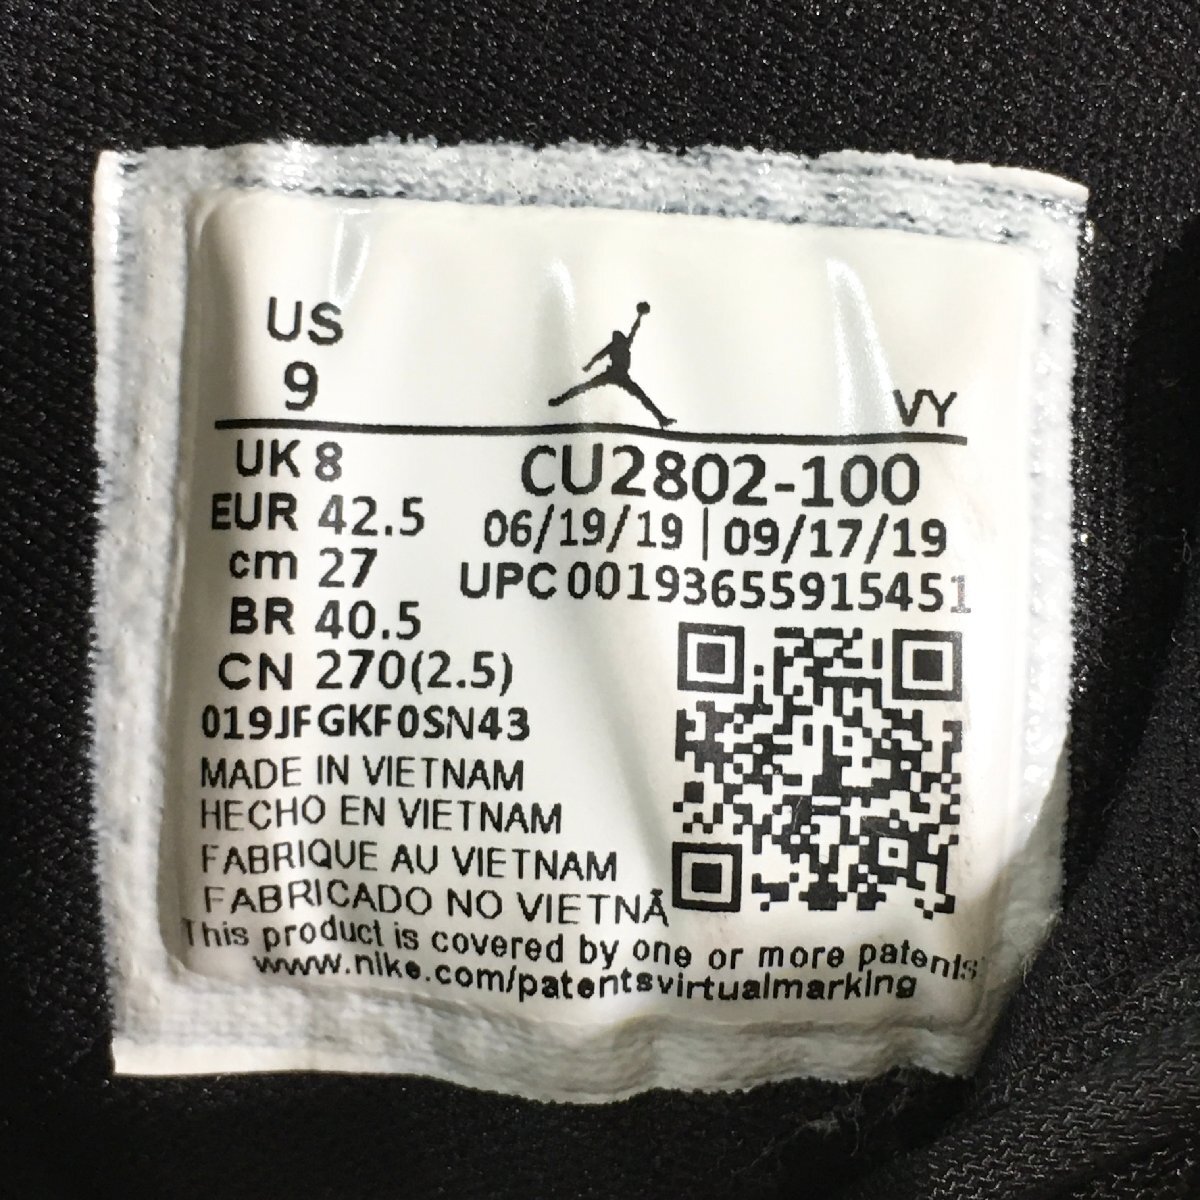 US
9
VY
UK 8
EUR 42.5
cm 27
BR 40.5
CN 270(2.5)
CU2802-100
06/19/19 | 09/17/19
UPC 00193655915451
019JFGKF0SN43
MADE IN VIETNAM
HECHO EN VIETNAM
FABRIQUE AU VIETNAM
FABRICADO NO VIETNÃ
This product is covered by one or more patents:
www.nike.com/patentsvirtualmarking